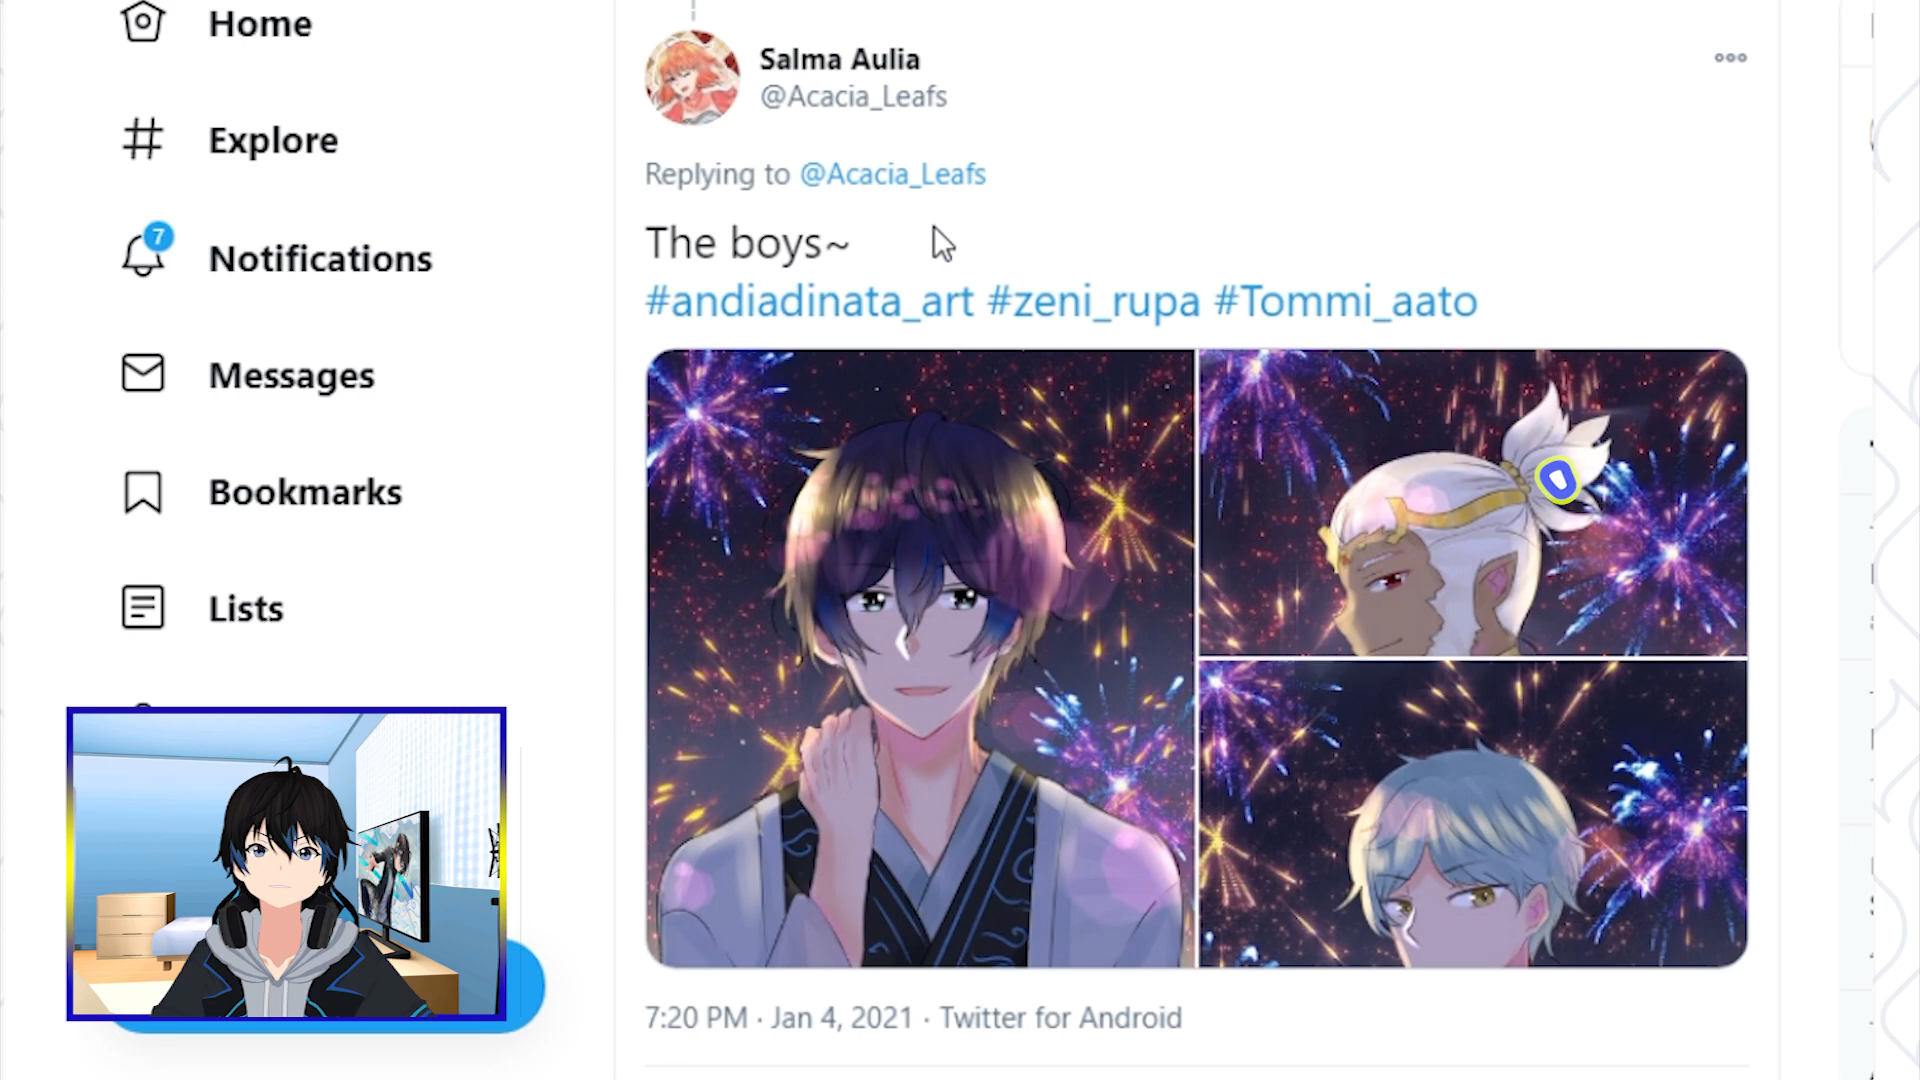 Home
Explore
7
Notifications
Messages
Bookmarks
Lists
Salma Aulia
@Acacia_Leafs
Replying to @Acacia_Leafs
The boys~
#andiadinata_art #zeni_rupa #Tommi_aato
7:20 PM · Jan 4, 2021 · Twitter for Android